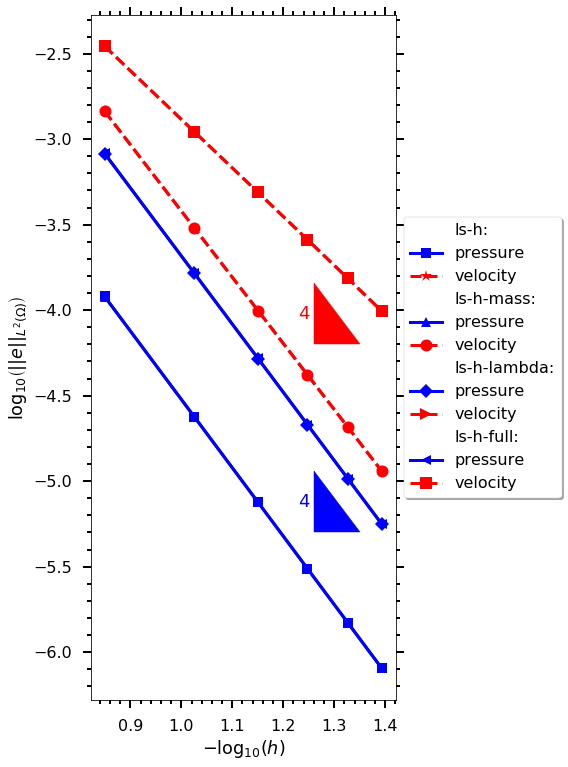 −2.5
−3.0
−3.5
−4.0
−4.5
−5.0
−5.5
−6.0
log₁₀(||e||_{L²(Ω)})
4
4
0.9 1.0 1.1 1.2 1.3 1.4
−log₁₀(h)
ls-h:
pressure
velocity
ls-h-mass:
pressure
velocity
ls-h-lambda:
pressure
velocity
ls-h-full:
pressure
velocity